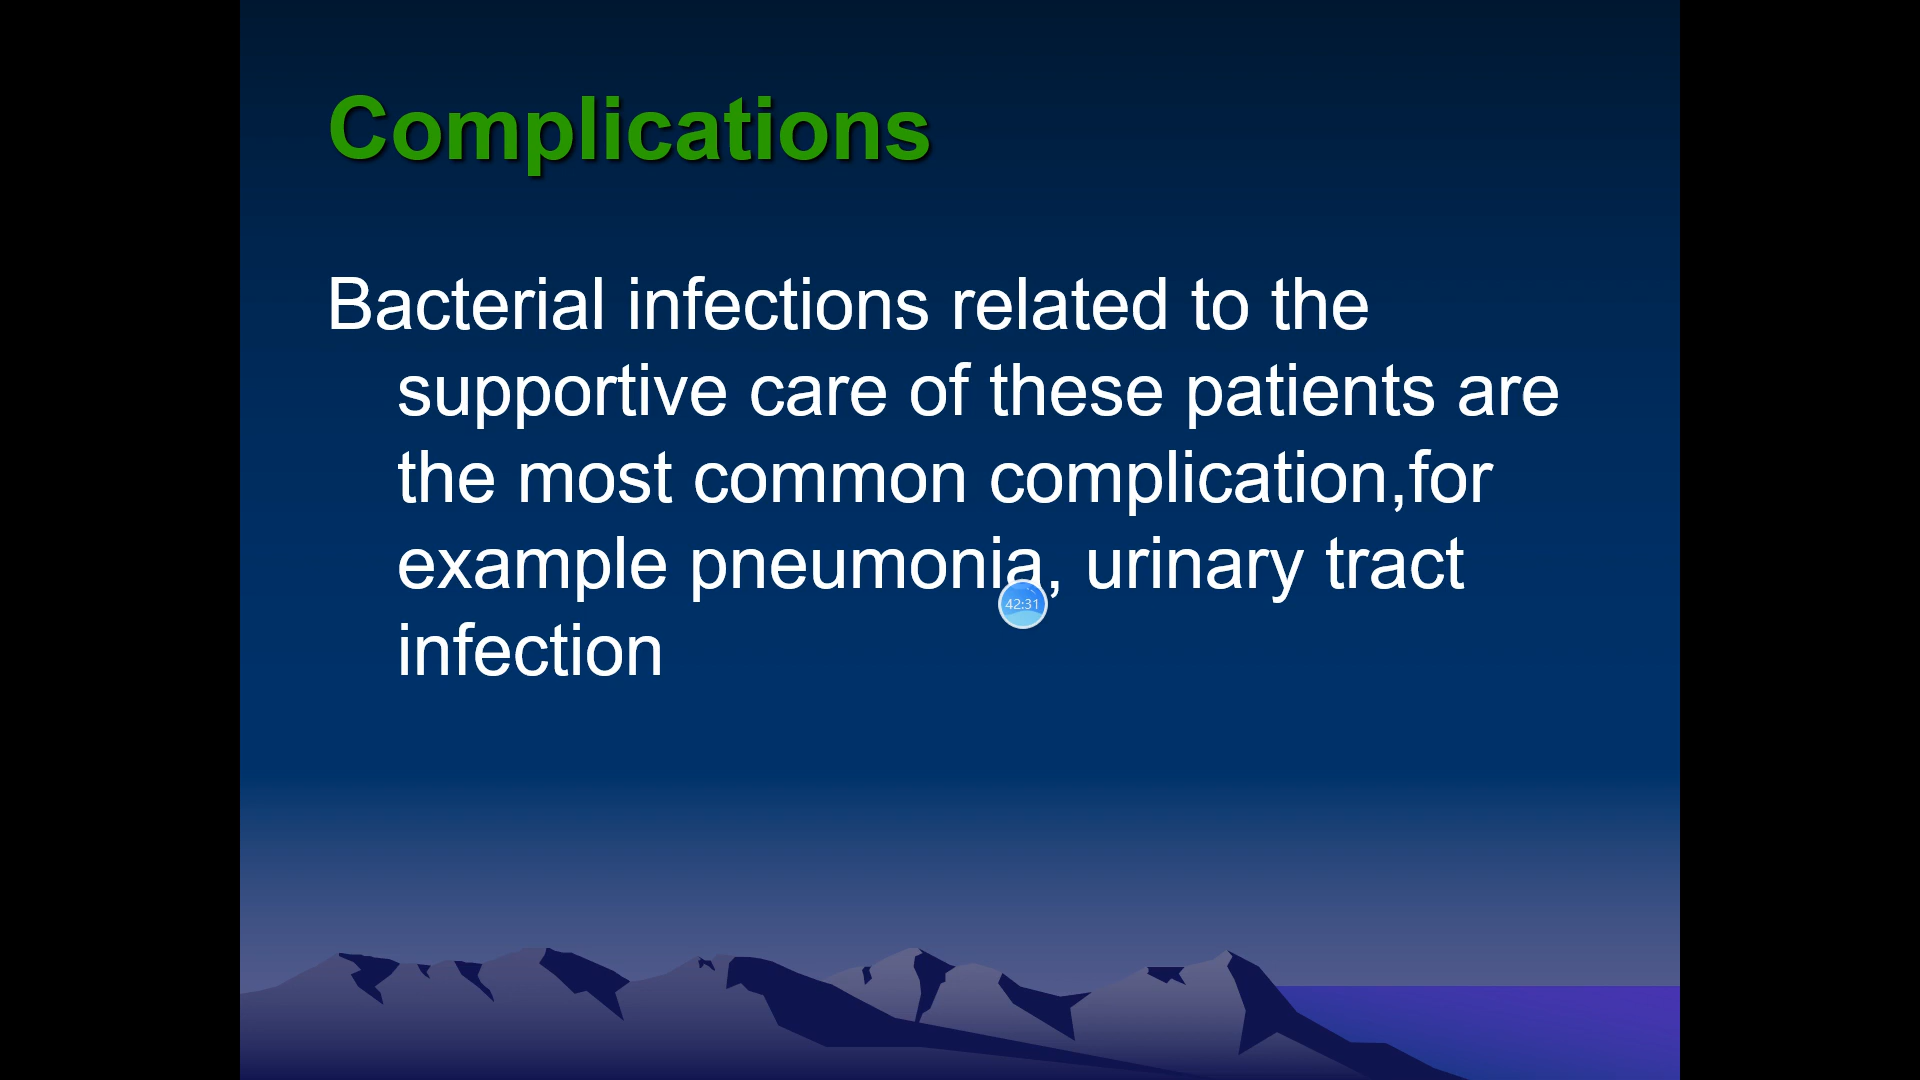 Complications
Bacterial infections related to the
supportive care of these patients are
the most common complication,for
example pneumonia, urinary tract
42:31
infection